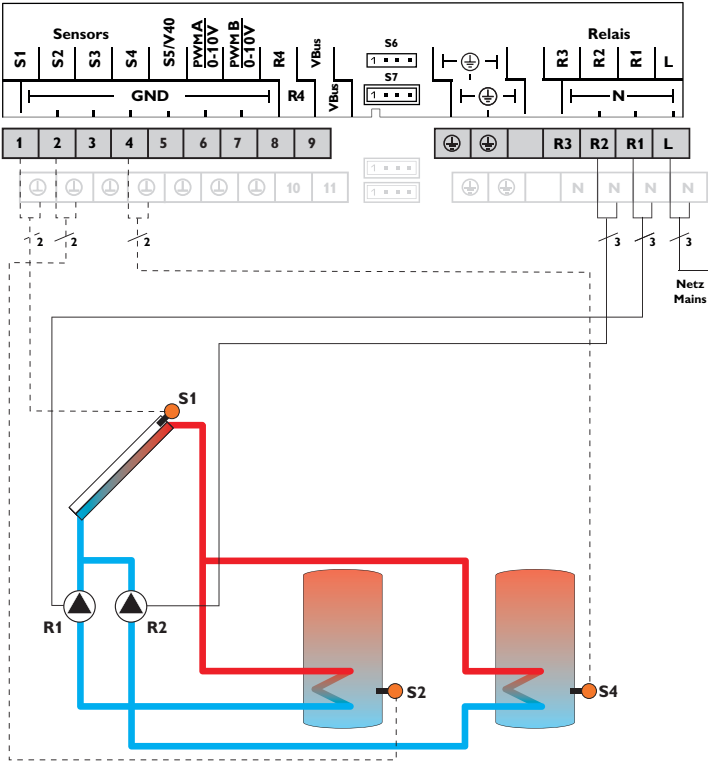 Sensors
Relais
S1
S2
S3
S4
S5/V40
PWM A
0-10V
PWM B
0-10V
R4
VBus
S6
1
R3
R2
R1
L
GND
R4
VBus
S7
1
N
1 2 3 4 5 6 7 8 9
R3 R2 R1 L
1
10 11
1
N N N N
2
2
2
3
3
3
Netz
Mains
S1
R1
R2
S2
S4